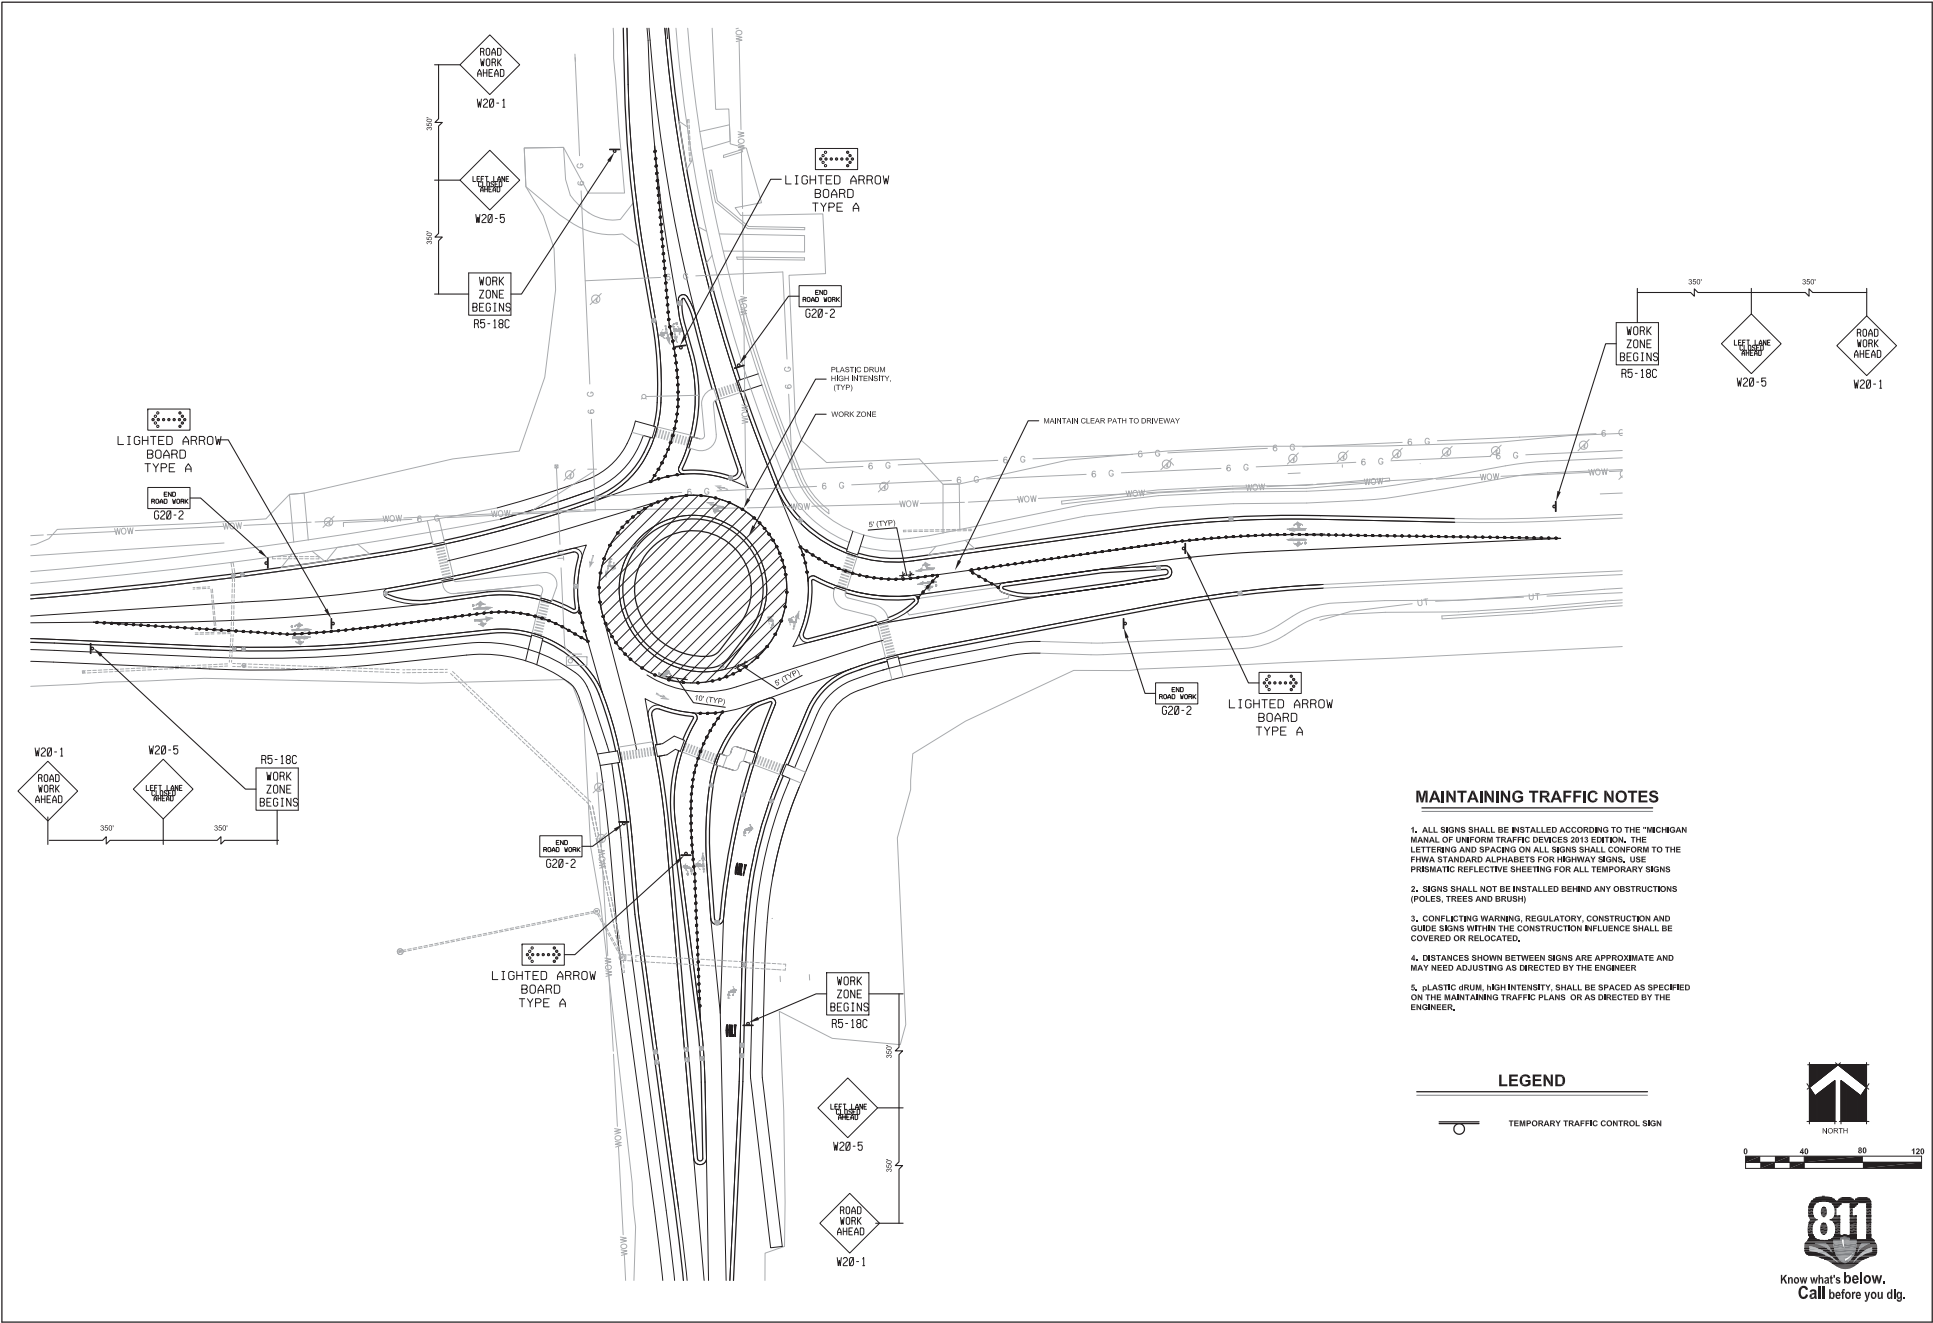 ROAD
WORK
AHEAD
W20-1
350'
LEFT LANE
CLOSED
AHEAD
W20-5
350'
WORK
ZONE
BEGINS
R5-18C
LIGHTED ARROW
BOARD
TYPE A
END
ROAD WORK
G20-2
PLASTIC DRUM
HIGH INTENSITY,
(TYP)
WORK ZONE
MAINTAIN CLEAR PATH TO DRIVEWAY
350'
350'
WORK
ZONE
BEGINS
R5-18C
LEFT LANE
CLOSED
AHEAD
W20-5
ROAD
WORK
AHEAD
W20-1
LIGHTED ARROW
BOARD
TYPE A
END
ROAD WORK
G20-2
5' (TYP)
5' (TYP)
10' (TYP)
UT
UT
END
ROAD WORK
G20-2
LIGHTED ARROW
BOARD
TYPE A
W20-1
ROAD
WORK
AHEAD
W20-5
LEFT LANE
CLOSED
AHEAD
R5-18C
WORK
ZONE
BEGINS
350'
350'
END
ROAD WORK
G20-2
LIGHTED ARROW
BOARD
TYPE A
ONLY
ONLY
WORK
ZONE
BEGINS
R5-18C
350'
LEFT LANE
CLOSED
AHEAD
W20-5
350'
ROAD
WORK
AHEAD
W20-1
MAINTAINING TRAFFIC NOTES
1. ALL SIGNS SHALL BE INSTALLED ACCORDING TO THE "MICHIGAN
MANAL OF UNIFORM TRAFFIC DEVICES 2013 EDITION. THE
LETTERING AND SPACING ON ALL SIGNS SHALL CONFORM TO THE
FHWA STANDARD ALPHABETS FOR HIGHWAY SIGNS. USE
PRISMATIC REFLECTIVE SHEETING FOR ALL TEMPORARY SIGNS
2. SIGNS SHALL NOT BE INSTALLED BEHIND ANY OBSTRUCTIONS
(POLES, TREES AND BRUSH)
3. CONFLICTING WARNING, REGULATORY, CONSTRUCTION AND
GUIDE SIGNS WITHIN THE CONSTRUCTION INFLUENCE SHALL BE
COVERED OR RELOCATED.
4. DISTANCES SHOWN BETWEEN SIGNS ARE APPROXIMATE AND
MAY NEED ADJUSTING AS DIRECTED BY THE ENGINEER
5. pLASTIC dRUM, hIGH INTENSITY, SHALL BE SPACED AS SPECIFIED
ON THE MAINTAINING TRAFFIC PLANS OR AS DIRECTED BY THE
ENGINEER.
LEGEND
TEMPORARY TRAFFIC CONTROL SIGN
NORTH
0 40 80 120
811
Know what's below.
Call before you dig.